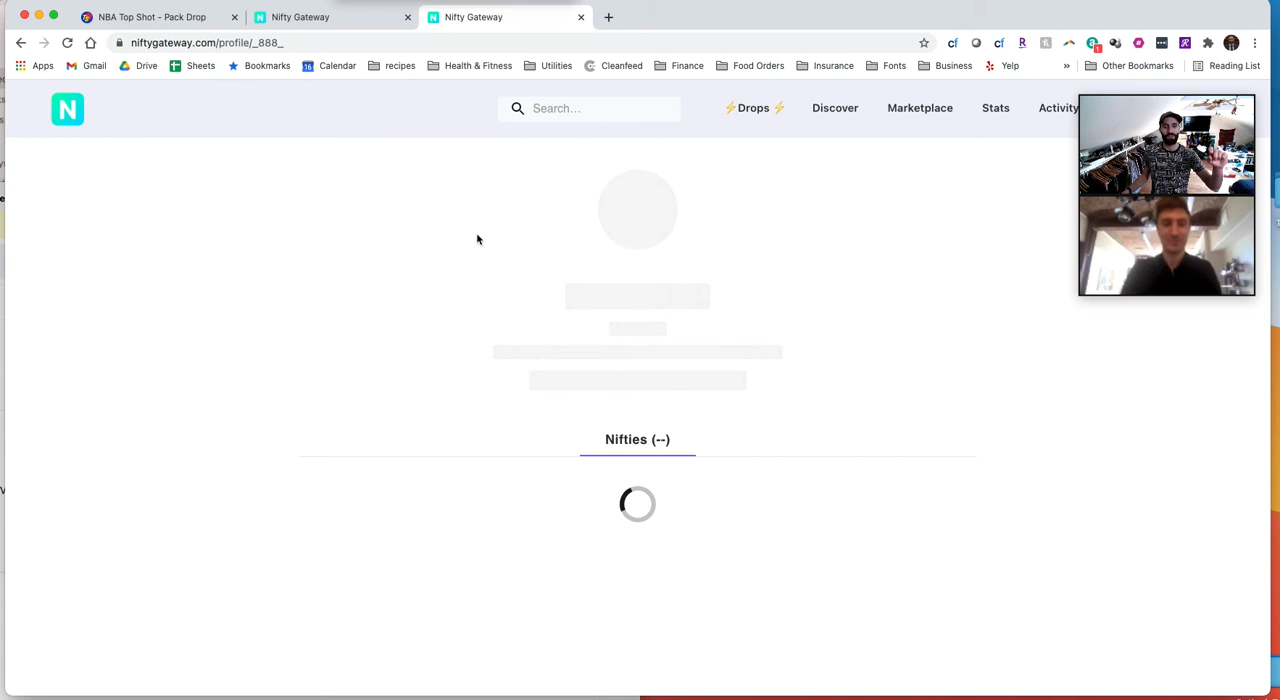 NBA Top Shot - Pack Drop
Nifty Gateway
Nifty Gateway
niftygateway.com/profile/_888_
Apps
Gmail
Drive
Sheets
Bookmarks
16
Calendar
recipes
Health & Fitness
Utilities
Cleanfeed
Finance
Food Orders
Insurance
Fonts
Business
Yelp
»
Other Bookmarks
Reading List
N
Search...
⚡Drops ⚡
Discover
Marketplace
Stats
Activity
Nifties (--)